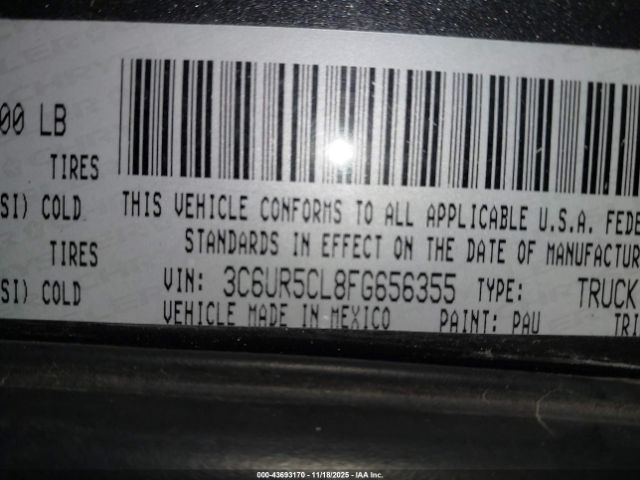 00 LB
TIRES
SI) COLD
TIRES
SI) COLD
THIS VEHICLE CONFORMS TO ALL APPLICABLE U.S.A. FEDE
STANDARDS IN EFFECT ON THE DATE OF MANUFACTUR
VIN: 3C6UR5CL8FG656355 TYPE: TRUCK
VEHICLE MADE IN MEXICO PAINT: PAU TRI
000-43693170 - 11/18/2025 - IAA Inc.